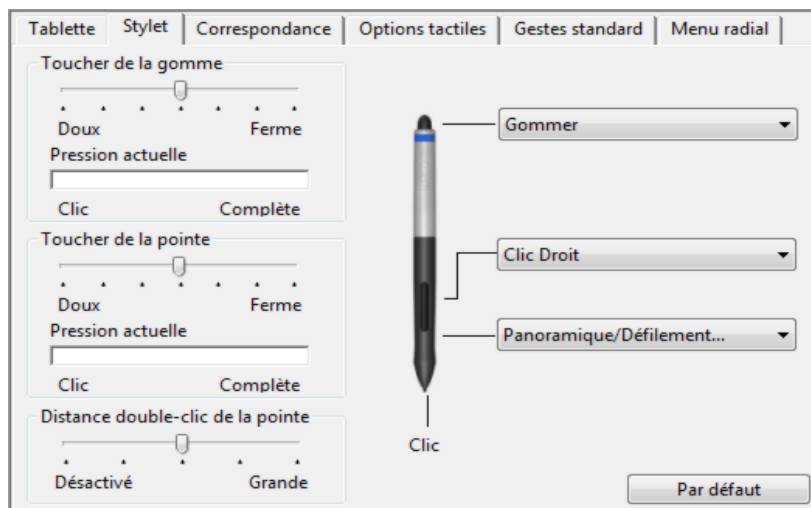 Tablette Stylet Correspondance Options tactiles Gestes standard Menu radial
Toucher de la gomme
Doux Ferme
Pression actuelle
Clic Complète
Toucher de la pointe
Doux Ferme
Pression actuelle
Clic Complète
Distance double-clic de la pointe
Désactivé Grande
Gommer
Clic Droit
Panoramique/Défilement...
Clic
Par défaut